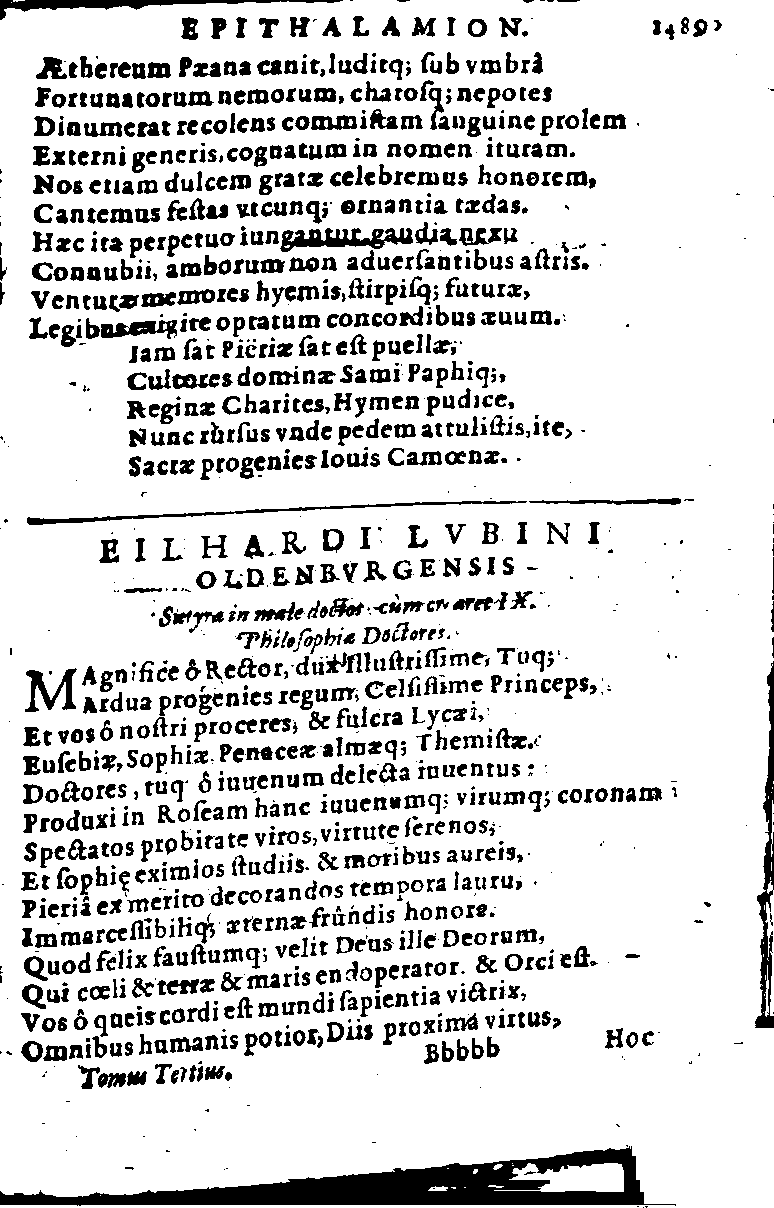 EPITHALAMION. 1489
Æthereum Pæana canit, luditq; sub vmbrâ
Fortunatorum nemorum, charosq; nepotes
Dinumerat recolens commistam sanguine prolem
Externi generis, cognatum in nomen ituram.
Nos etiam dulcem gratæ celebremus honorem,
Cantemus festas vtcunq; ornantia tædas.
Hæc ita perpetuo iungantur gaudia nexu
Connubii, amborum non aduersantibus astris.
Venturæ memores hyemis, stirpisq; futuræ,
Legibus exigite optatum concordibus æuum.
Jam sat Pieriæ sat est puellæ,
Cultores dominæ Sami Paphiq;,
Reginæ Charites, Hymen pudice,
Nunc rûrsus vnde pedem attulistis, ite,
Sacræ progenies Iouis Camœnæ.
EILHARDI LVBINI
OLDENBVRGENSIS
Satyra in male doctos cùm crearet IX.
Philosophiæ Doctores.
MAgnifice ô Rector, dux Illustrissime, Tuq;
Ardua progenies regum, Celsissime Princeps,
Et vos ô nostri proceres, & fulcra Lycæi,
Eusebiæ, Sophiæ Penaceæ almæq; Themistæ.
Doctores, tuq ô iuuenum delecta iuuentus:
Produxi in Roseam hanc iuuenumq; virumq; coronam
Spectatos probitate viros, virtute serenos,
Et sophię eximios studiis. & moribus aureis,
Pieriâ ex merito decorandos tempora lauru,
Immarcessibiliq; æternæ frûndis honore.
Quod felix faustumq; velit Deus ille Deorum,
Qui cœli & terræ & maris endoperator. & Orci est.
Vos ô queis cordi est mundi sapientia victrix,
Omnibus humanis potior, Diis proxima virtus,
Bbbbb Hoc
Tomus Tertius.